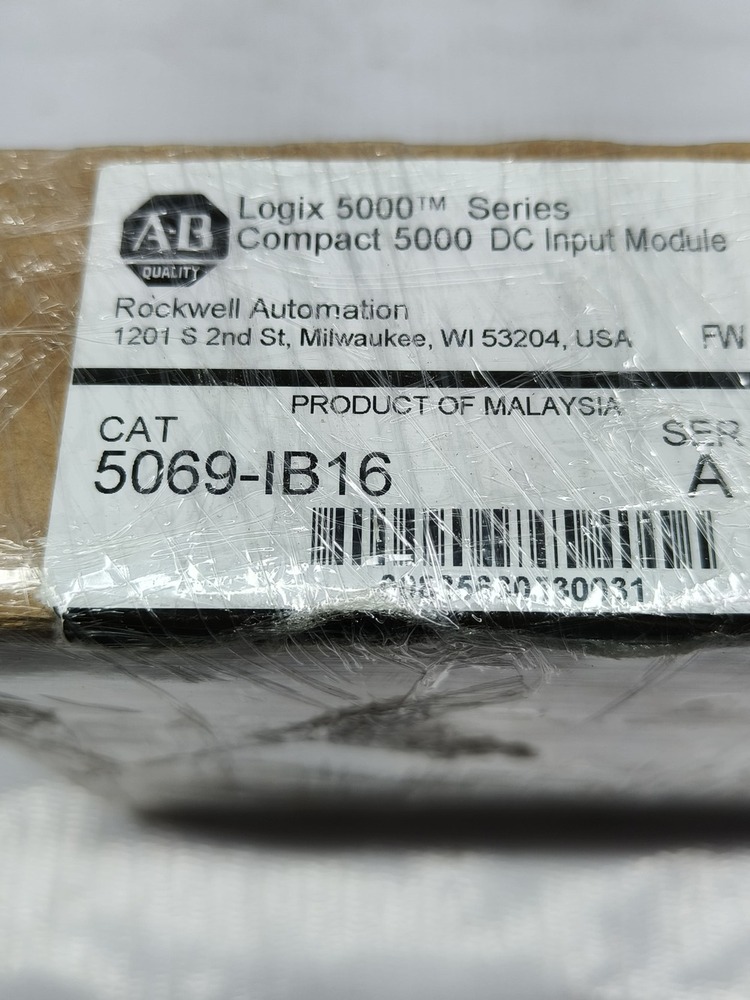 A-B
QUALITY
Logix 5000™ Series
Compact 5000 DC Input Module
Rockwell Automation
1201 S 2nd St, Milwaukee, WI 53204, USA
FW
PRODUCT OF MALAYSIA
CAT
SER
5069-IB16
A